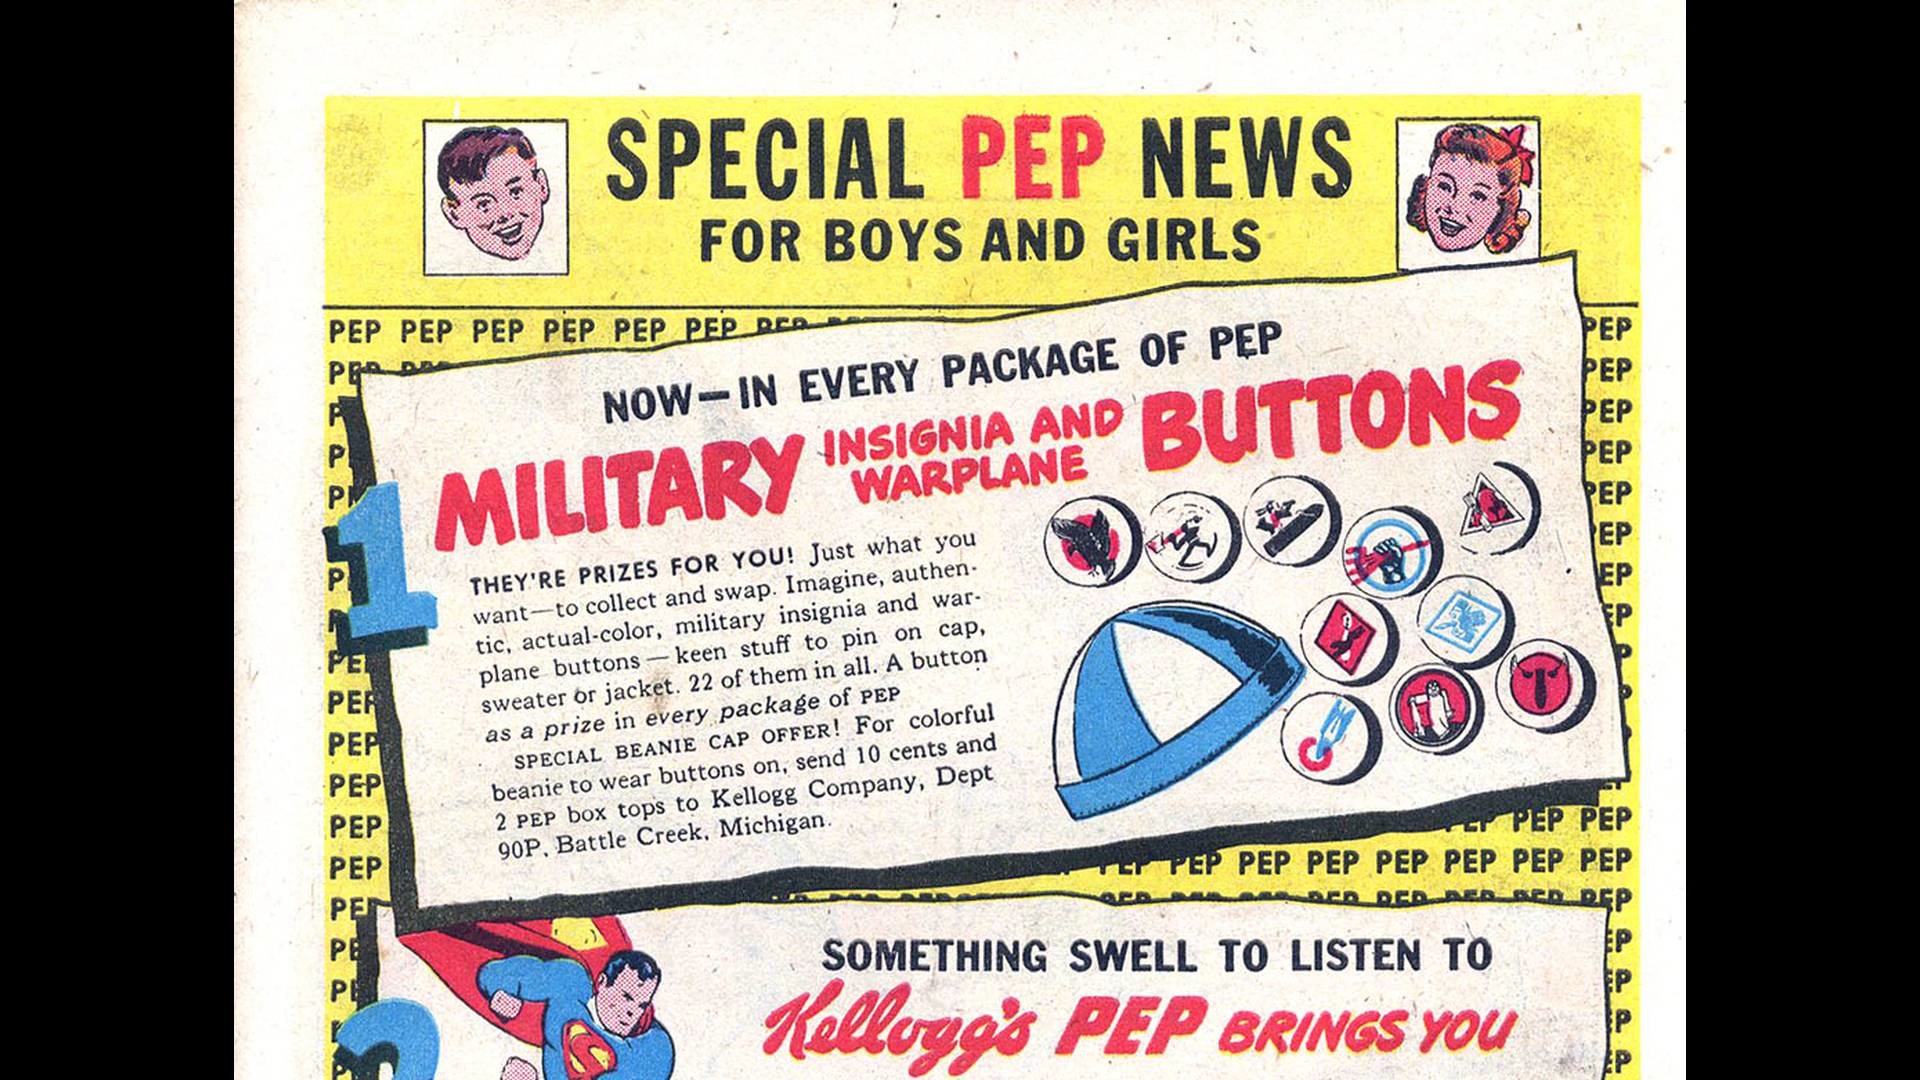 SPECIAL PEP NEWS
FOR BOYS AND GIRLS
PEP PEP PEP PEP PEP PEP PEP
NOW—IN EVERY PACKAGE OF PEP
MILITARY INSIGNIA AND WARPLANE BUTTONS
1
THEY'RE PRIZES FOR YOU! Just what you
want—to collect and swap. Imagine, authen-
tic, actual-color, military insignia and war-
plane buttons — keen stuff to pin on cap,
sweater or jacket. 22 of them in all. A button
as a prize in every package of PEP
SPECIAL BEANIE CAP OFFER! For colorful
beanie to wear buttons on, send 10 cents and
2 PEP box tops to Kellogg Company, Dept
90P, Battle Creek, Michigan.
PEP PEP PEP
PEP PEP PEP PEP PEP PEP PEP PEP
2
S
SOMETHING SWELL TO LISTEN TO
Kellogg's PEP BRINGS YOU